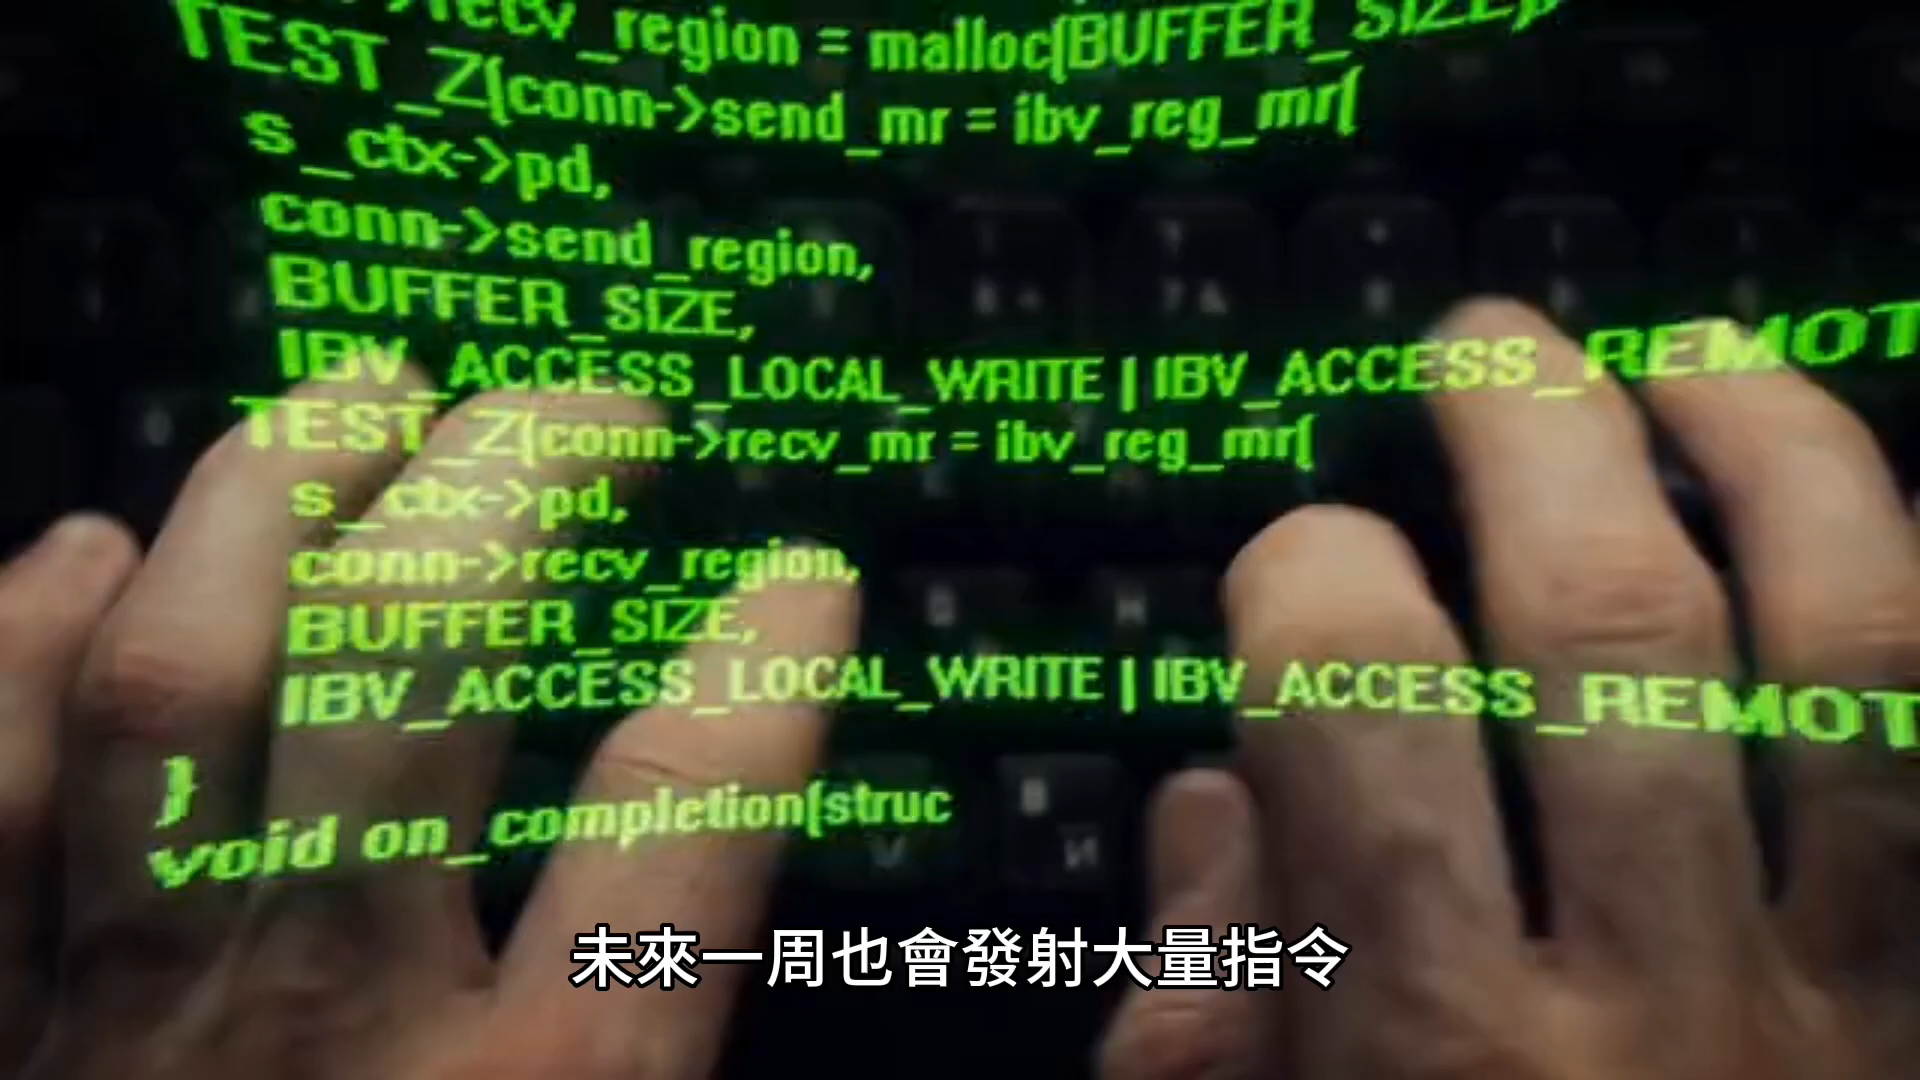 recv_region = malloc(BUFFER_SIZE);
TEST_Z(conn->send_mr = ibv_reg_mr(
s_ctx->pd,
conn->send_region,
BUFFER_SIZE,
IBV_ACCESS_LOCAL_WRITE | IBV_ACCESS_REMOT
TEST_Z(conn->recv_mr = ibv_reg_mr(
s_ctx->pd,
conn->recv_region,
BUFFER_SIZE,
IBV_ACCESS_LOCAL_WRITE | IBV_ACCESS_REMOT
}
void on_completion(struc
未來一周也會發射大量指令